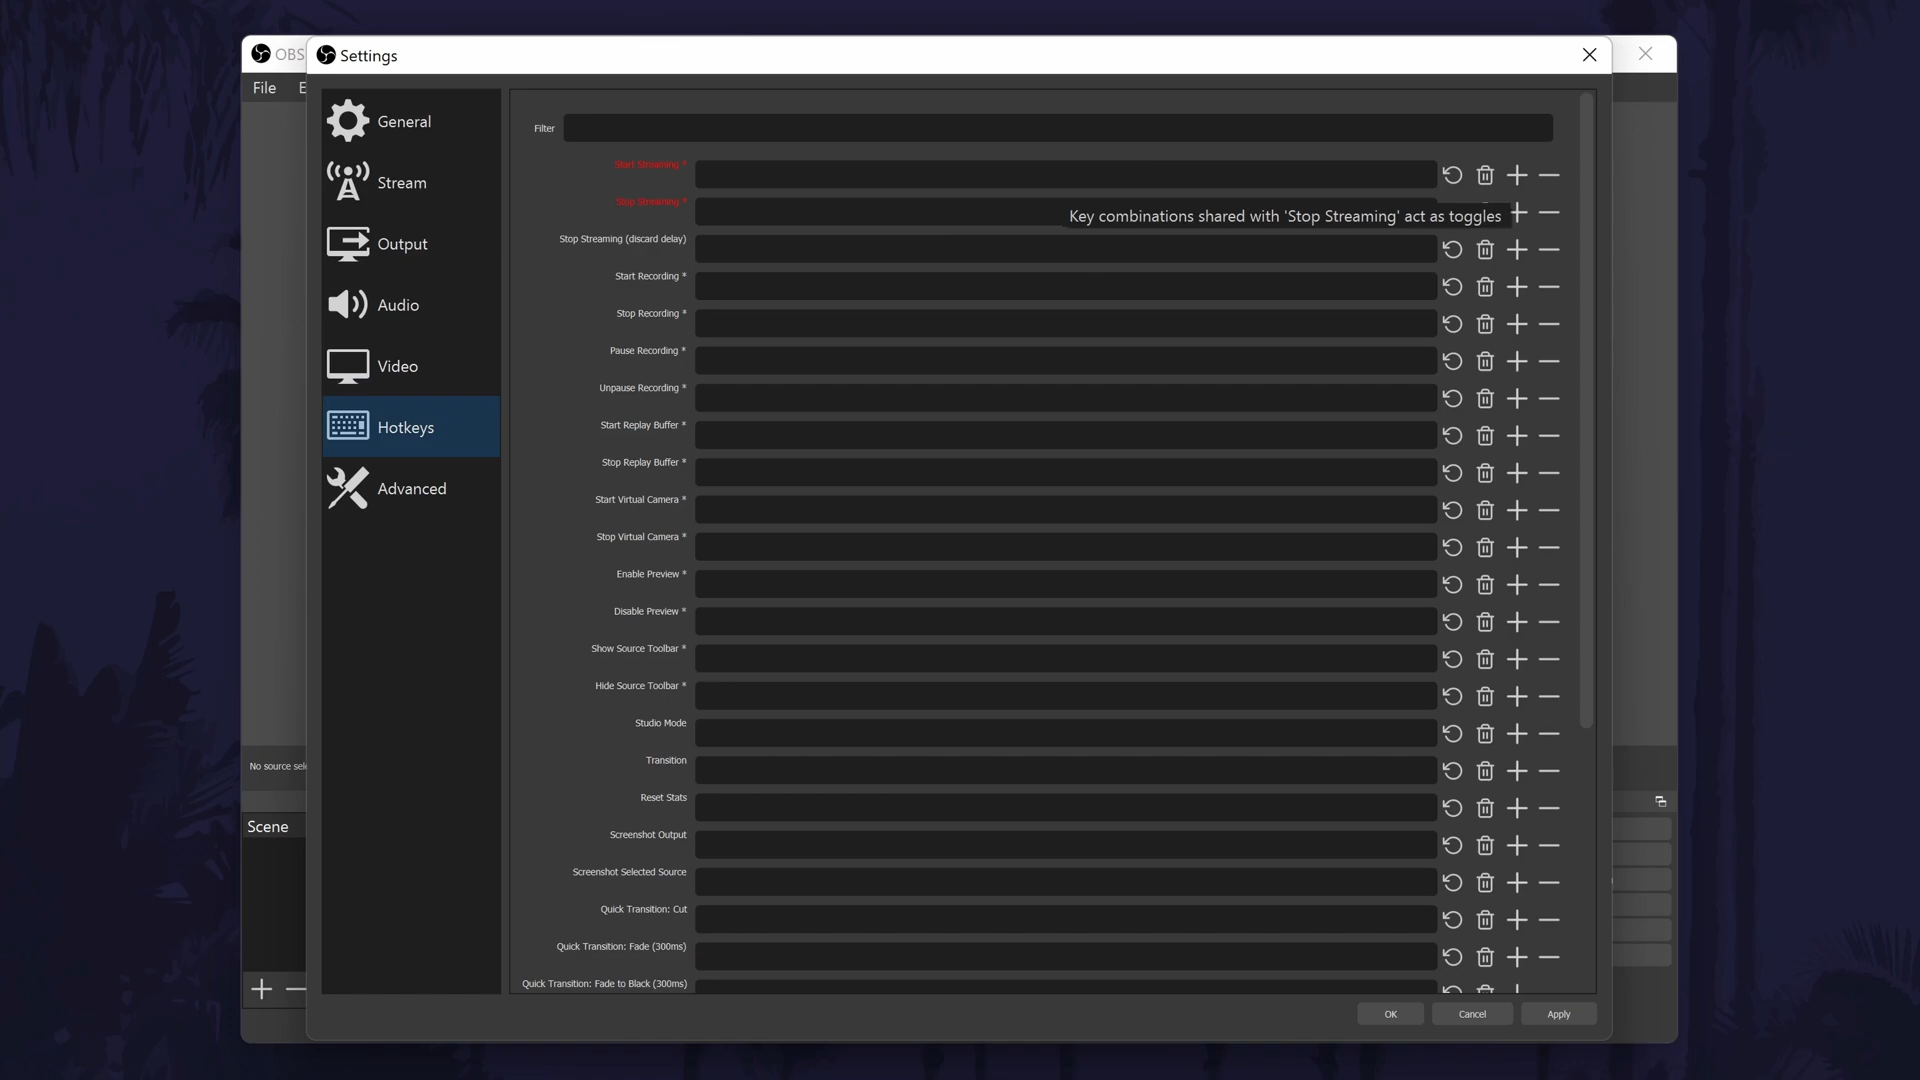 OBS
Settings
File
General
Stream
Output
Audio
Video
Hotkeys
Advanced
Filter
Start Streaming *
Stop Streaming *
Key combinations shared with 'Stop Streaming' act as toggles
Stop Streaming (discard delay)
Start Recording *
Stop Recording *
Pause Recording *
Unpause Recording *
Start Replay Buffer *
Stop Replay Buffer *
Start Virtual Camera *
Stop Virtual Camera *
Enable Preview *
Disable Preview *
Show Source Toolbar *
Hide Source Toolbar *
Studio Mode
Transition
Reset Stats
Screenshot Output
Screenshot Selected Source
Quick Transition: Cut
Quick Transition: Fade (300ms)
Quick Transition: Fade to Black (300ms)
No source sele
Scene
OK
Cancel
Apply